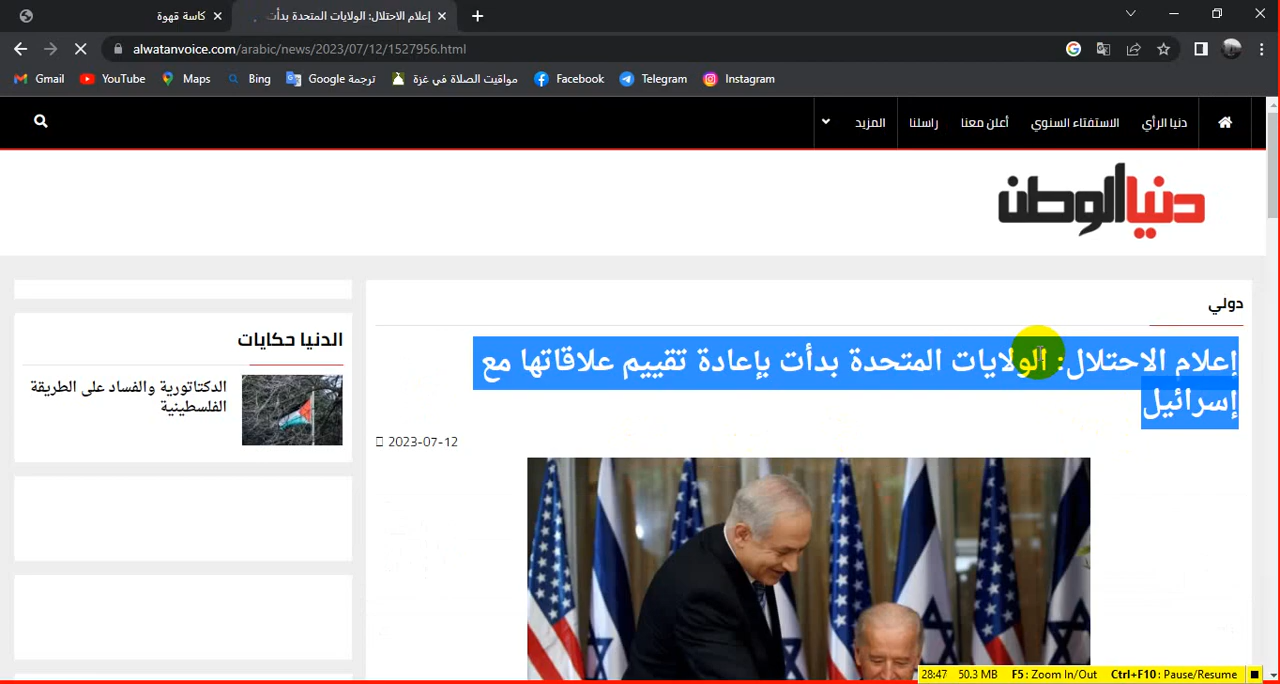 كاسة قهوة
إعلام الاحتلال: الولايات المتحدة بدأت
alwatanvoice.com/arabic/news/2023/07/12/1527956.html
Gmail
YouTube
Maps
Bing
ترجمة Google
مواقيت الصلاة في غزة
Facebook
Telegram
Instagram
دنيا الرأي
الاستفتاء السنوي
أعلن معنا
راسلنا
المزيد
دنيا الوطن
دولي
إعلام الاحتلال: الولايات المتحدة بدأت بإعادة تقييم علاقاتها مع
إسرائيل
2023-07-12
الدنيا حكايات
الدكتاتورية والفساد على الطريقة
الفلسطينية
28:47 50.3 MB F5: Zoom In/Out Ctrl+F10: Pause/Resume